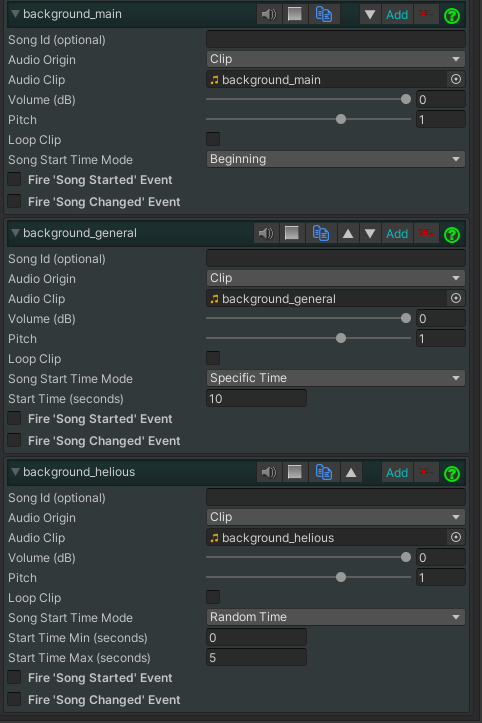 background_main Add
Song Id (optional)
Audio Origin Clip
Audio Clip background_main
Volume (dB) 0
Pitch 1
Loop Clip
Song Start Time Mode Beginning
Fire 'Song Started' Event
Fire 'Song Changed' Event
background_general Add
Song Id (optional)
Audio Origin Clip
Audio Clip background_general
Volume (dB) 0
Pitch 1
Loop Clip
Song Start Time Mode Specific Time
Start Time (seconds) 10
Fire 'Song Started' Event
Fire 'Song Changed' Event
background_helious Add
Song Id (optional)
Audio Origin Clip
Audio Clip background_helious
Volume (dB) 0
Pitch 1
Loop Clip
Song Start Time Mode Random Time
Start Time Min (seconds) 0
Start Time Max (seconds) 5
Fire 'Song Started' Event
Fire 'Song Changed' Event